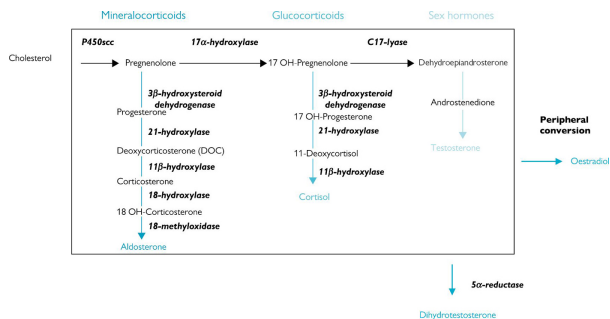 Mineralocorticoids Glucocorticoids Sex hormones
P450scc 17α-hydroxylase C17-lyase
Cholesterol Pregnenolone 17 OH-Pregnenolone Dehydroepiandrosterone
3β-hydroxysteroid
dehydrogenase
3β-hydroxysteroid
dehydrogenase
Androstenedione
Progesterone
17 OH-Progesterone
21-hydroxylase
21-hydroxylase
Peripheral
conversion
Deoxycorticosterone (DOC)
11-Deoxycortisol
Testosterone
11β-hydroxylase
11β-hydroxylase
Oestradiol
Corticosterone
18-hydroxylase
Cortisol
18 OH-Corticosterone
18-methyloxidase
Aldosterone
5α-reductase
Dihydrotestosterone